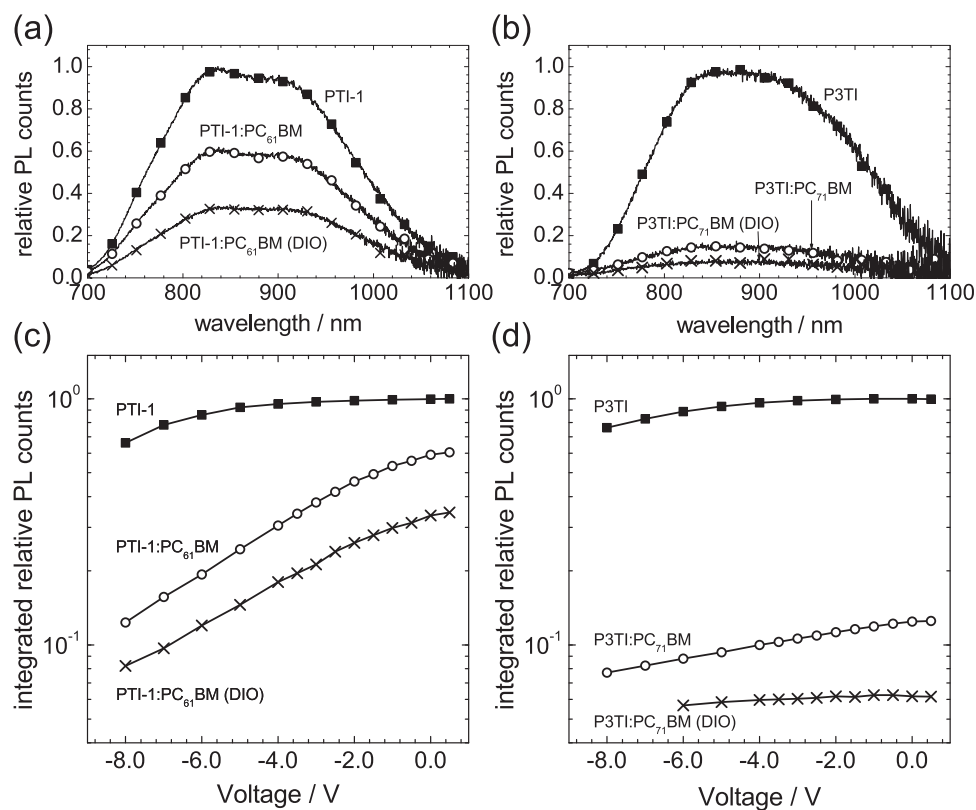 (a)
relative PL counts
1.0
0.8
0.6
0.4
0.2
0.0
PTI-1
PTI-1:PC61BM
PTI-1:PC61BM (DIO)
700 800 900 1000 1100
wavelength / nm
(b)
relative PL counts
1.0
0.8
0.6
0.4
0.2
0.0
P3TI
P3TI:PC71BM
P3TI:PC71BM (DIO)
700 800 900 1000 1100
wavelength / nm
(c)
integrated relative PL counts
10^0
10^-1
PTI-1
PTI-1:PC61BM
PTI-1:PC61BM (DIO)
-8.0 -6.0 -4.0 -2.0 0.0
Voltage / V
(d)
integrated relative PL counts
10^0
10^-1
P3TI
P3TI:PC71BM
P3TI:PC71BM (DIO)
-8.0 -6.0 -4.0 -2.0 0.0
Voltage / V